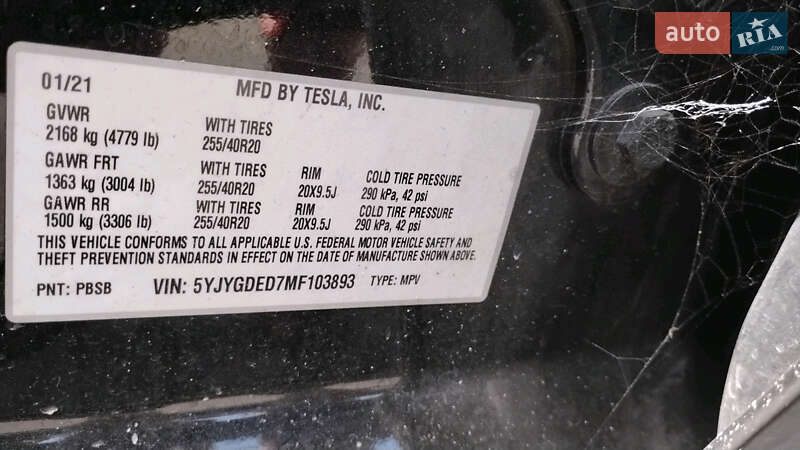 auto RIA .com
01/21 MFD BY TESLA, INC.
GVWR
2168 kg (4779 lb) WITH TIRES 255/40R20
GAWR FRT WITH TIRES RIM COLD TIRE PRESSURE
1363 kg (3004 lb) 255/40R20 20X9.5J 290 kPa, 42 psi
GAWR RR WITH TIRES RIM COLD TIRE PRESSURE
1500 kg (3306 lb) 255/40R20 20X9.5J 290 kPa, 42 psi
THIS VEHICLE CONFORMS TO ALL APPLICABLE U.S. FEDERAL MOTOR VEHICLE SAFETY AND
THEFT PREVENTION STANDARDS IN EFFECT ON THE DATE OF MANUFACTURE SHOWN ABOVE.
PNT: PBSB VIN: 5YJYGDED7MF103893 TYPE: MPV